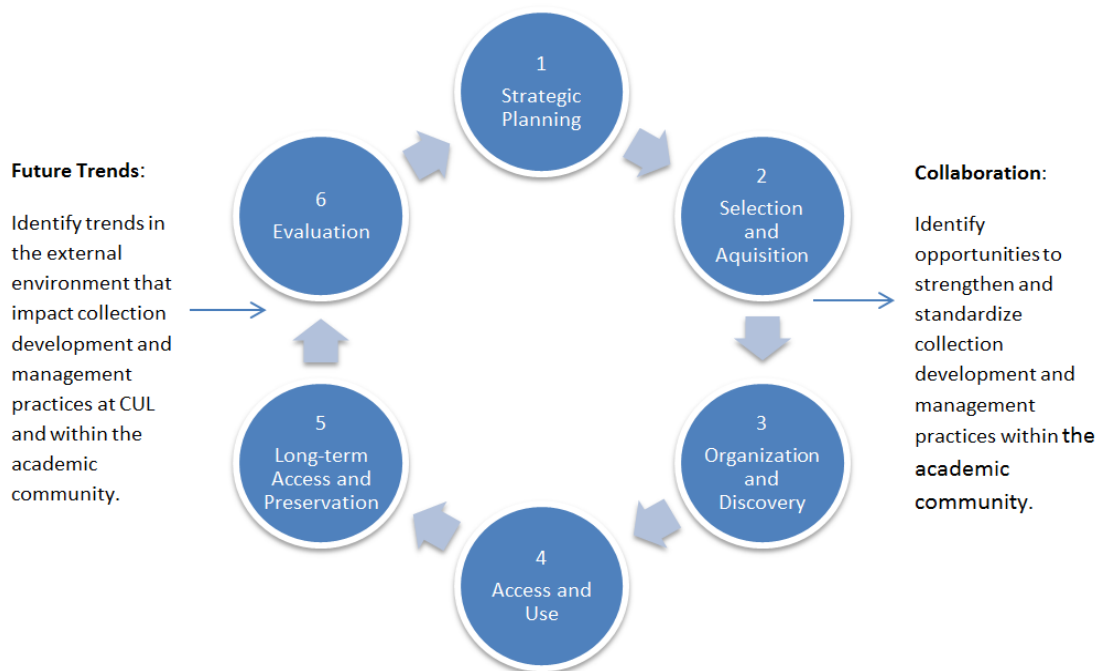 1
Strategic
Planning
2
Selection
and
Aquisition
3
Organization
and
Discovery
4
Access and
Use
5
Long-term
Access and
Preservation
6
Evaluation
Future Trends:
Identify trends in
the external
environment that
impact collection
development and
management
practices at CUL
and within the
academic
community.
Collaboration:
Identify
opportunities to
strengthen and
standardize
collection
development and
management
practices within the
academic
community.